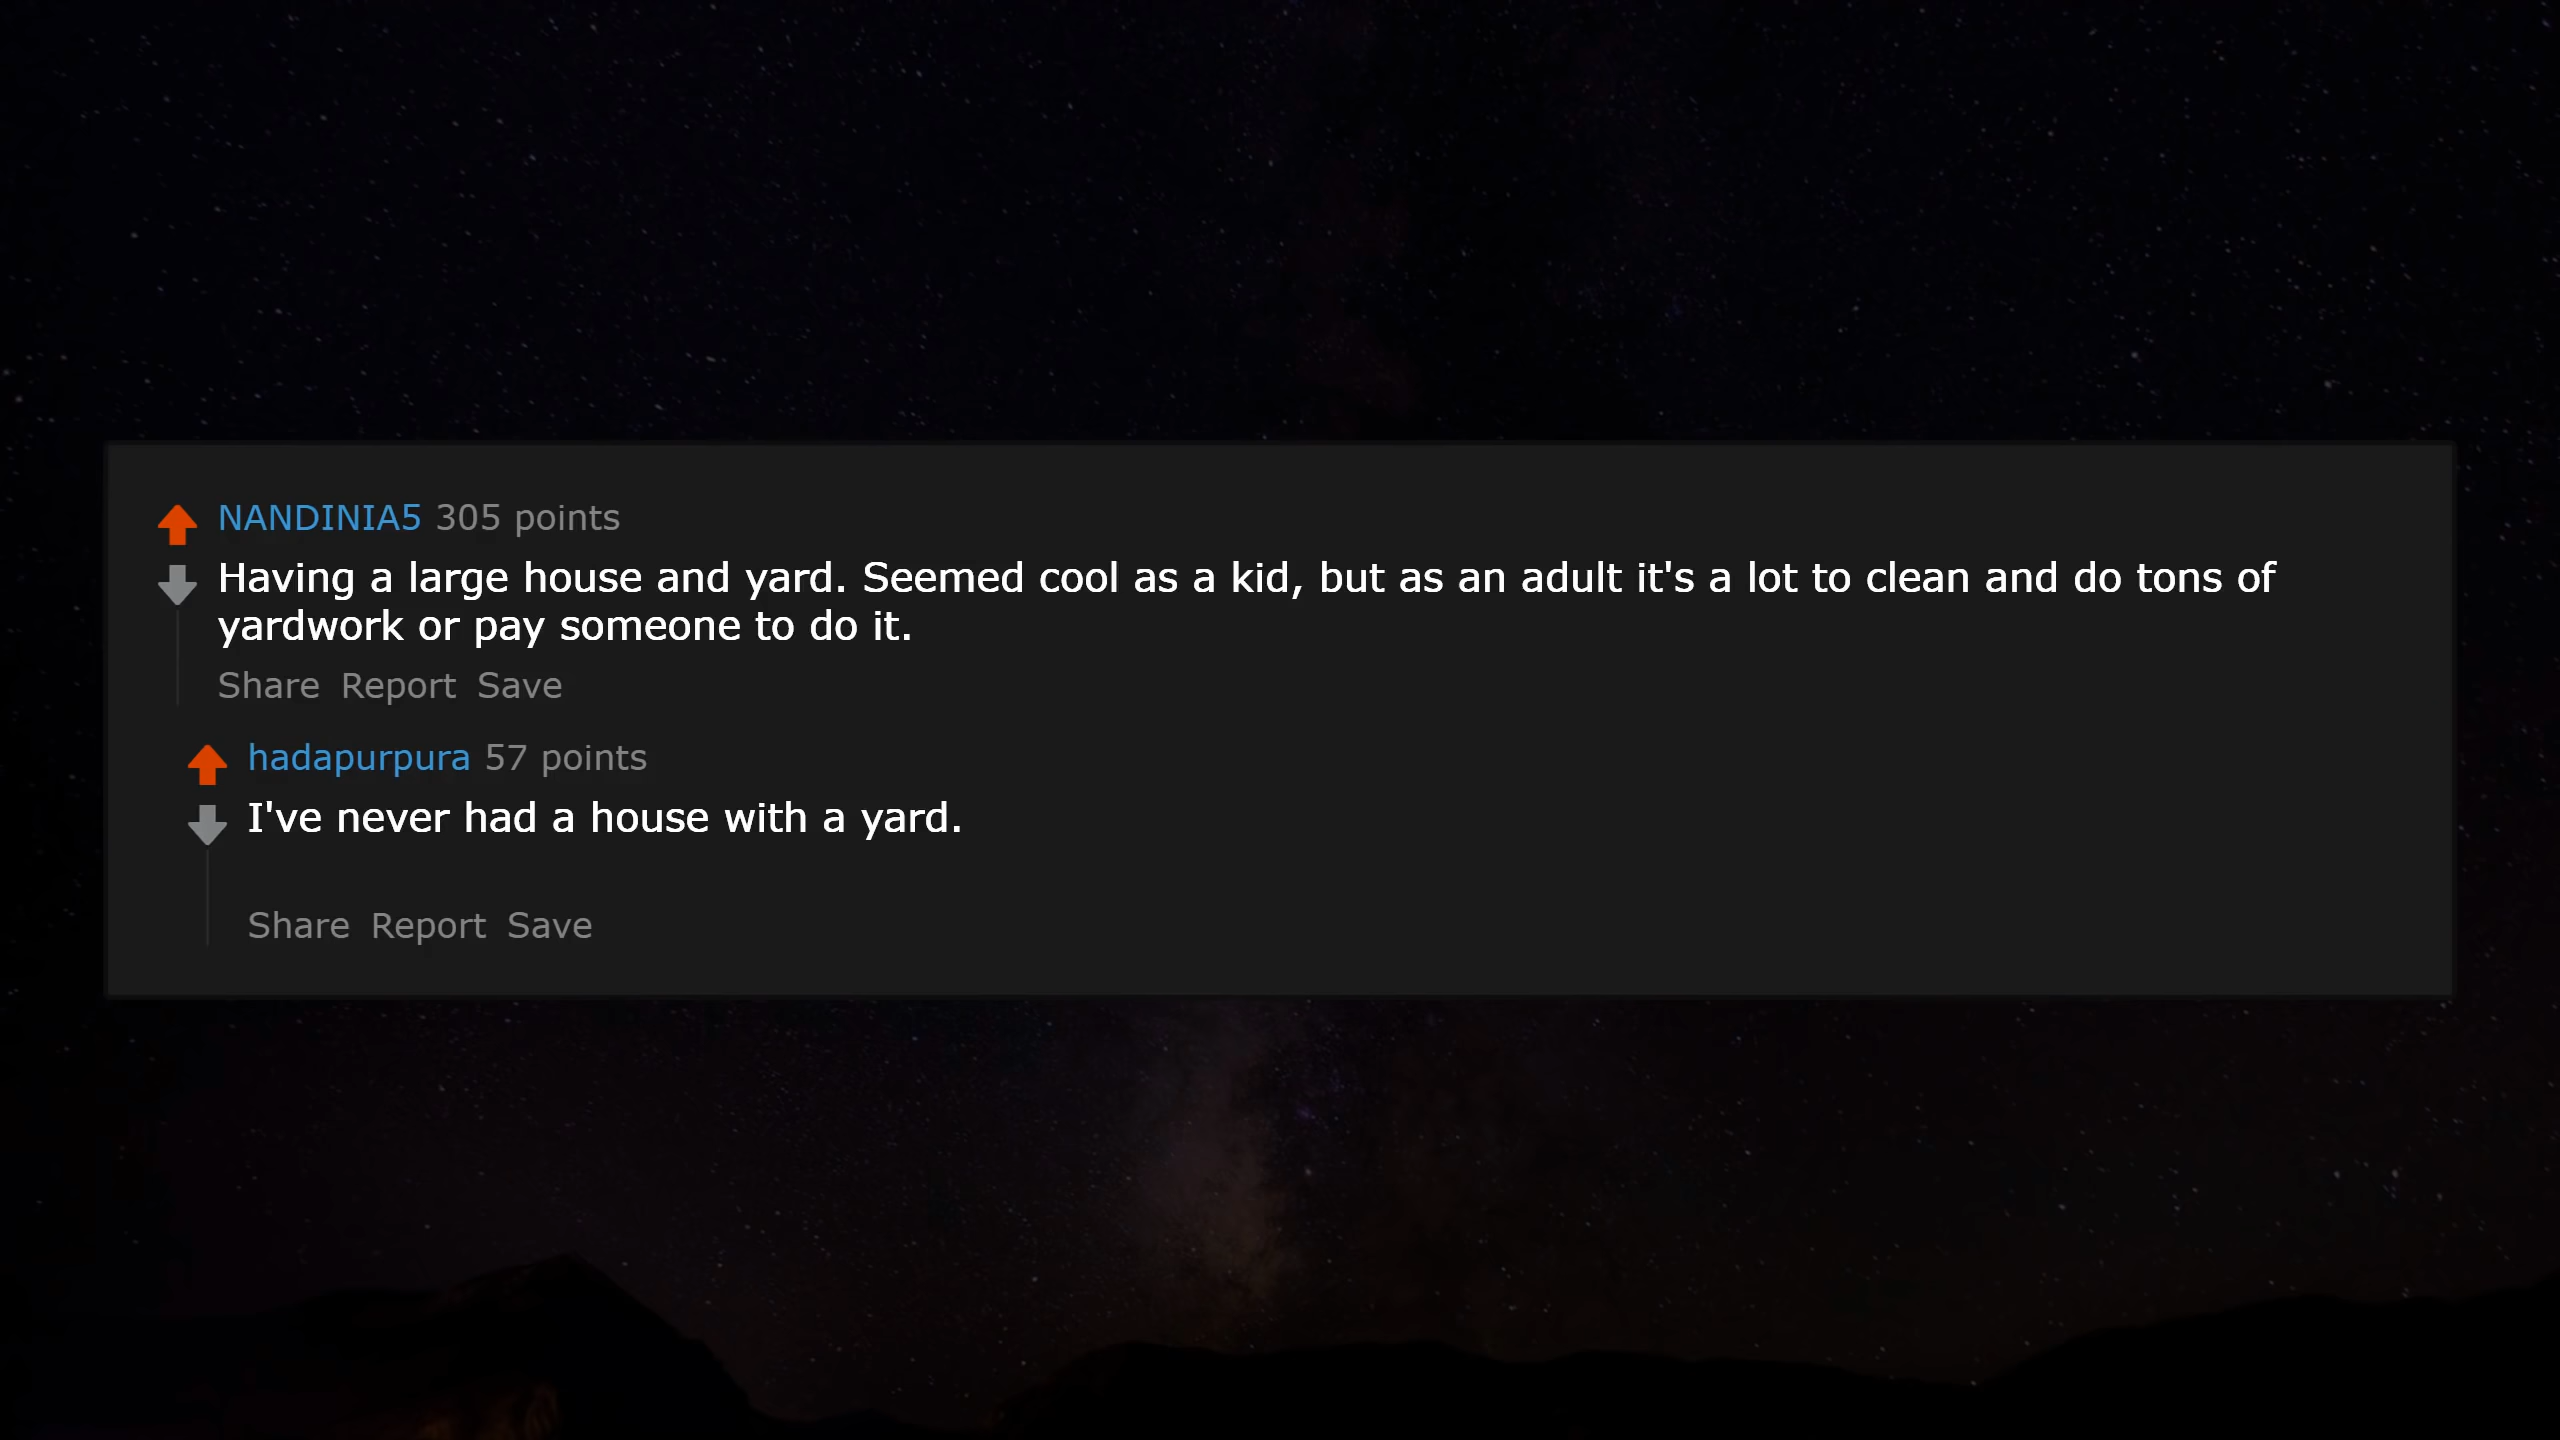 NANDINIA5 305 points
Having a large house and yard. Seemed cool as a kid, but as an adult it's a lot to clean and do tons of
yardwork or pay someone to do it.
Share Report Save
hadapurpura 57 points
I've never had a house with a yard.
Share Report Save